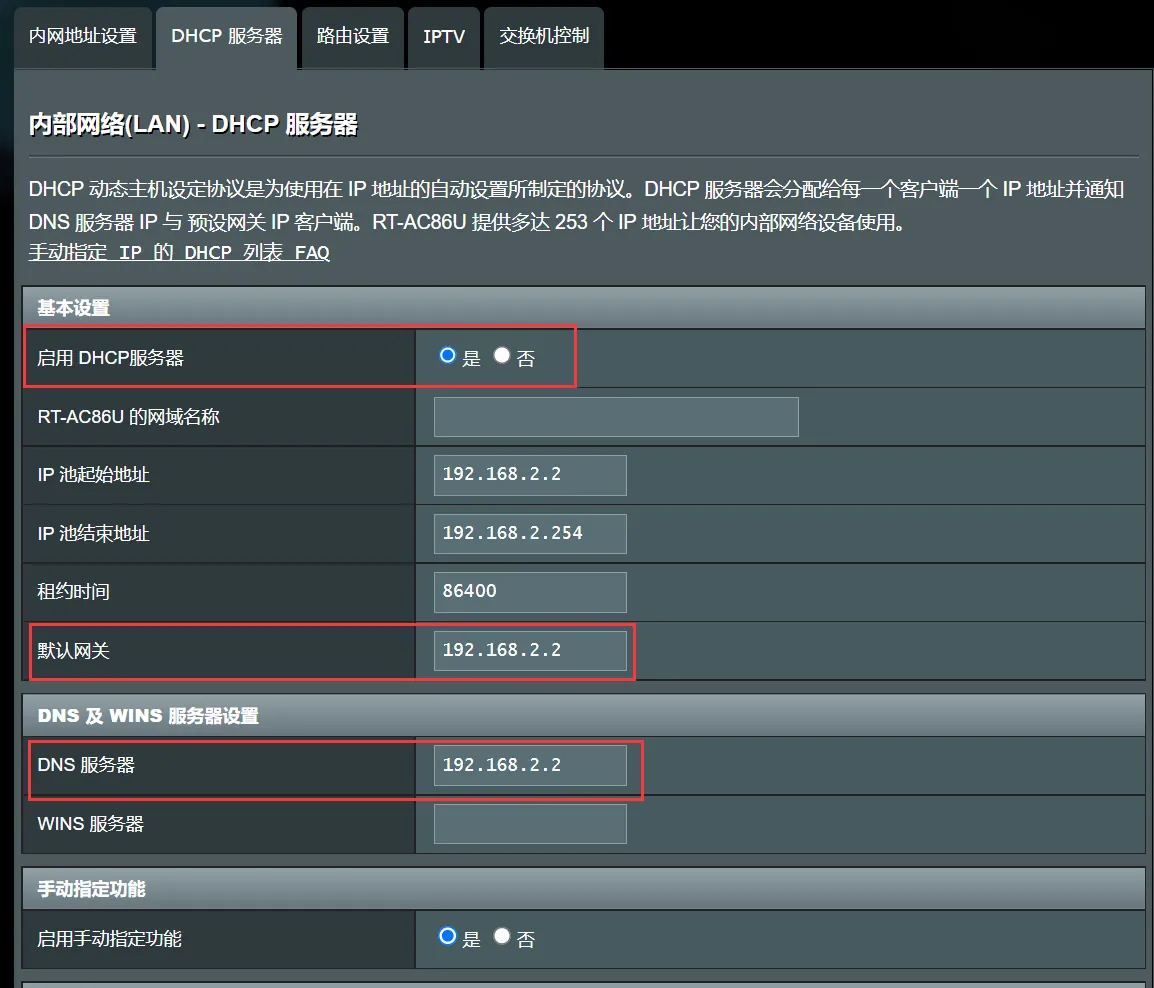 内网地址设置 DHCP 服务器 路由设置 IPTV 交换机控制
内部网络(LAN) - DHCP 服务器
DHCP 动态主机设定协议是为使用在 IP 地址的自动设置所制定的协议。DHCP 服务器会分配给每一个客户端一个 IP 地址并通知
DNS 服务器 IP 与 预设网关 IP 客户端。RT-AC86U 提供多达 253 个 IP 地址让您的内部网络设备使用。
手动指定 IP 的 DHCP 列表 FAQ
基本设置
启用 DHCP服务器 是 否
RT-AC86U 的网域名称
IP 池起始地址 192.168.2.2
IP 池结束地址 192.168.2.254
租约时间 86400
默认网关 192.168.2.2
DNS 及 WINS 服务器设置
DNS 服务器 192.168.2.2
WINS 服务器
手动指定功能
启用手动指定功能 是 否